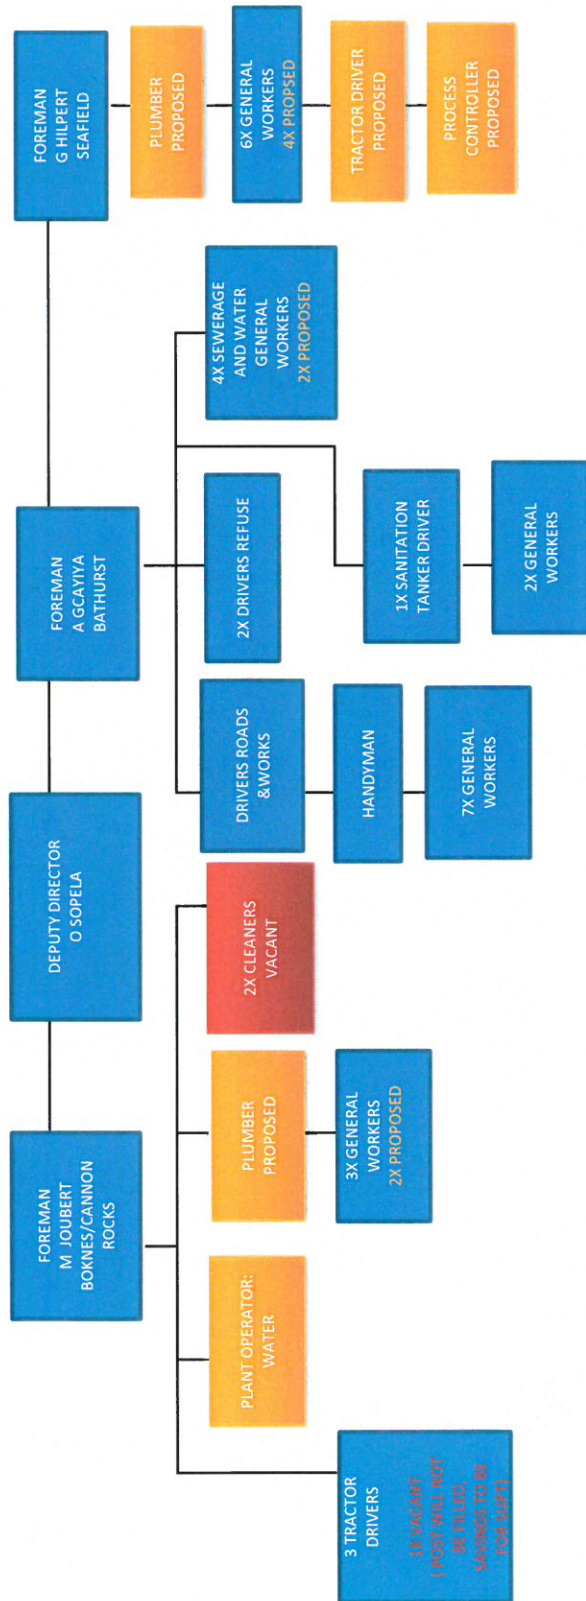 FOREMAN
M JOUBERT
BOKNES/CANNON
ROCKS
DEPUTY DIRECTOR
O SOPELA
FOREMAN
A GCAYIYA
BATHURST
FOREMAN
G HILPERT
SEAFIELD
3 TRACTOR
DRIVERS
1X VACANT
( POST WILL NOT
BE FILLED,
SAVINGS TO BE
FOR SUPT)
PLANT OPERATOR:
WATER
PLUMBER
PROPOSED
3X GENERAL
WORKERS
2X PROPOSED
2X CLEANERS
VACANT
DRIVERS ROADS
&WORKS
HANDYMAN
7X GENERAL
WORKERS
2X DRIVERS REFUSE
1X SANITATION
TANKER DRIVER
2X GENERAL
WORKERS
4X SEWERAGE
AND WATER
GENERAL
WORKERS
2X PROPOSED
PLUMBER
PROPOSED
6X GENERAL
WORKERS
4X PROPSED
TRACTOR DRIVER
PROPOSED
PROCESS
CONTROLLER
PROPOSED